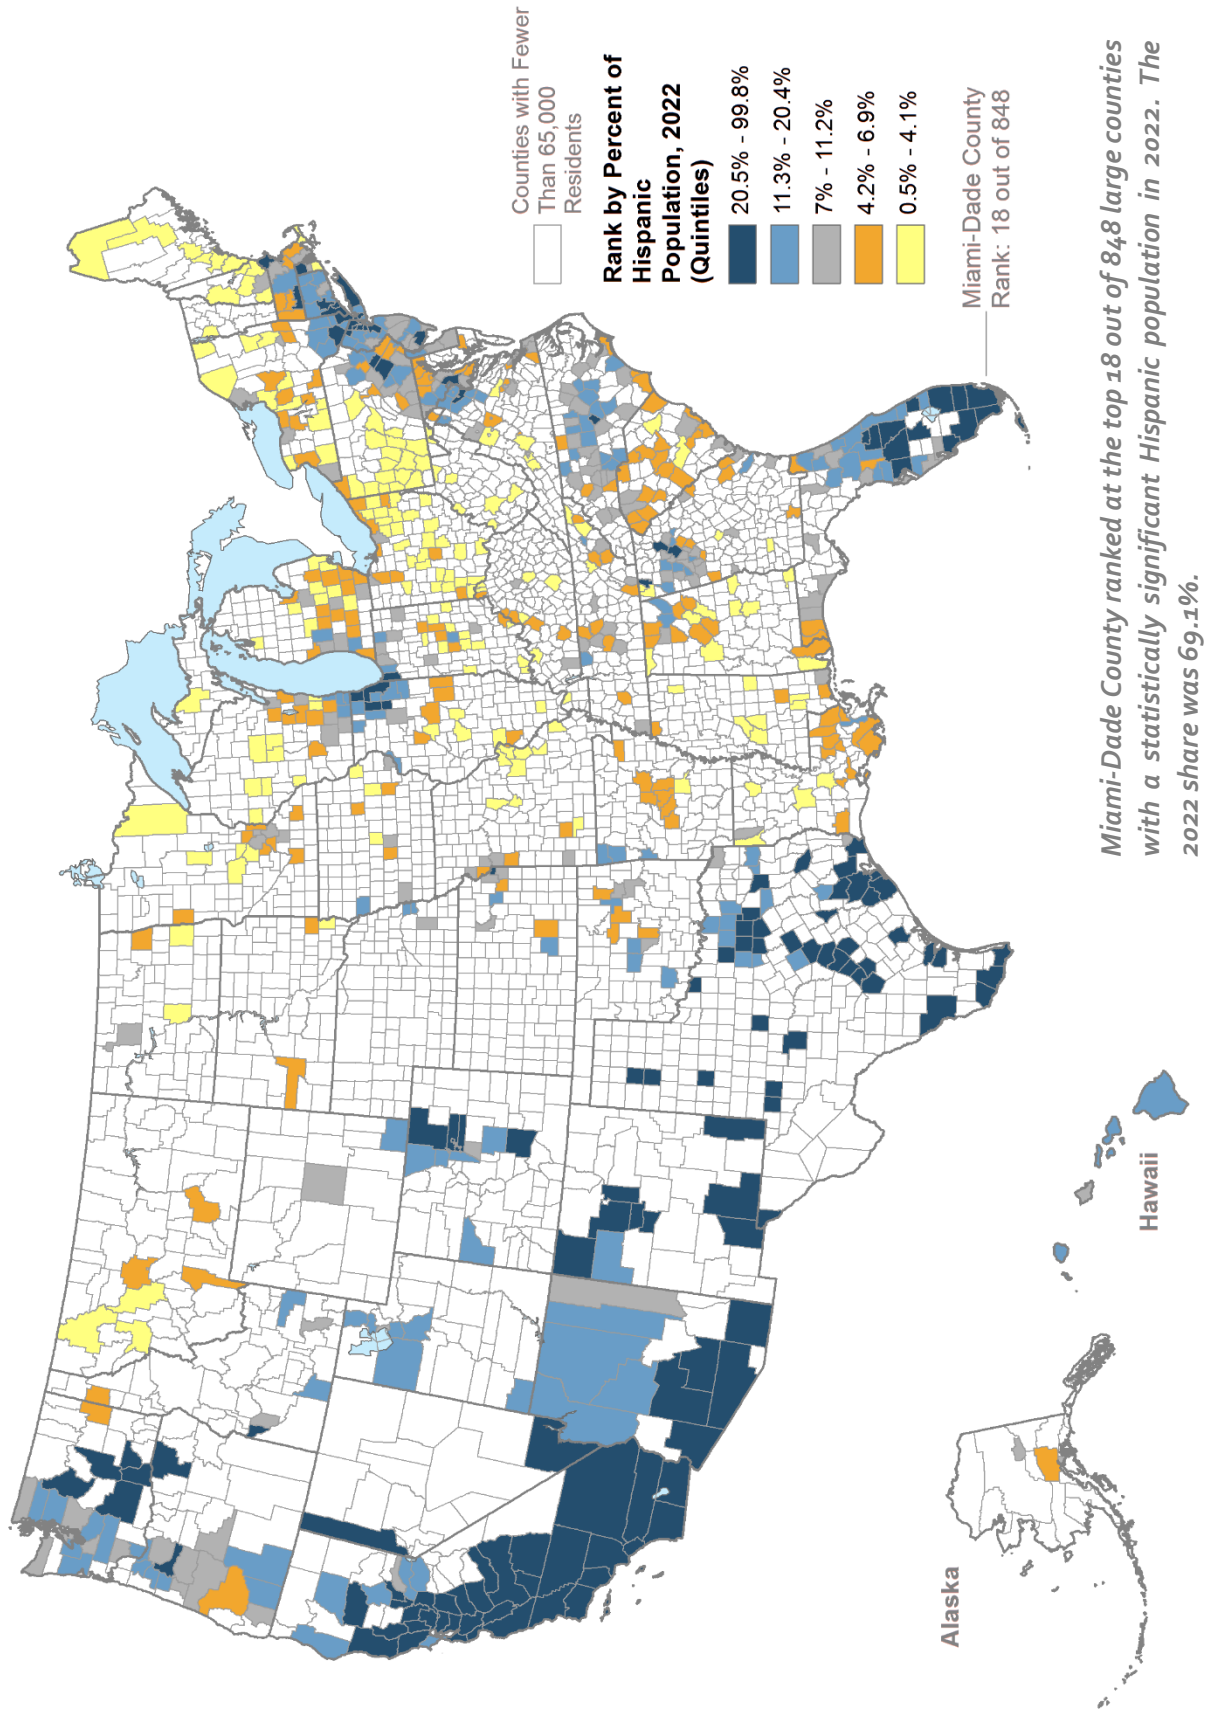 Counties with Fewer
Than 65,000
Residents
Rank by Percent of
Hispanic
Population, 2022
(Quintiles)
20.5% - 99.8%
11.3% - 20.4%
7% - 11.2%
4.2% - 6.9%
0.5% - 4.1%
Miami-Dade County
Rank: 18 out of 848
Alaska
Hawaii
Miami-Dade County ranked at the top 18 out of 848 large counties
with a statistically significant Hispanic population in 2022. The
2022 share was 69.1%.